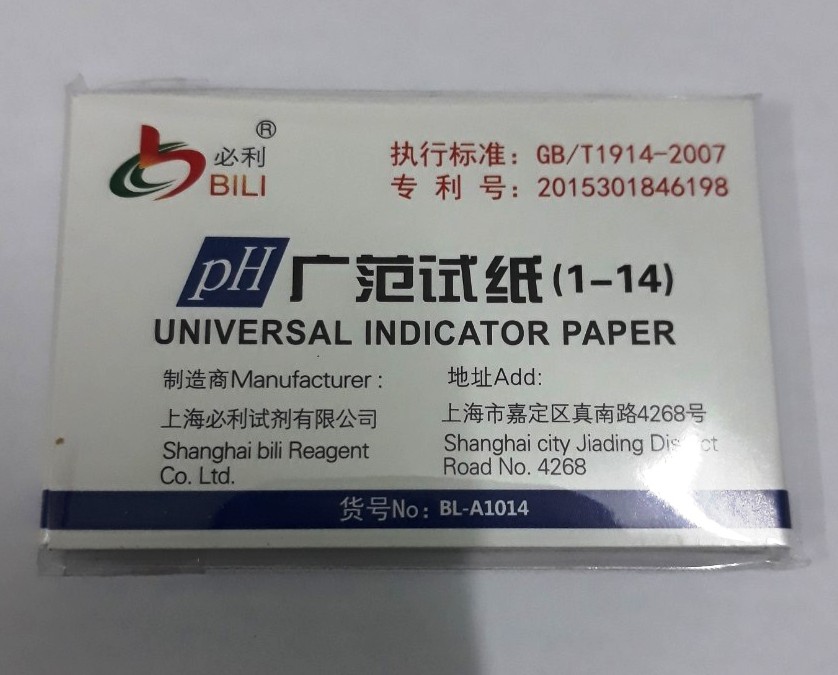 必利®
BILI
执行标准：GB/T1914-2007
专 利 号：2015301846198
pH 广范试纸(1-14)
UNIVERSAL INDICATOR PAPER
制造商Manufacturer :
上海必利试剂有限公司
Shanghai bili Reagent
Co. Ltd.
地址Add:
上海市嘉定区真南路4268号
Shanghai city Jiading District
Road No. 4268
货号No: BL-A1014